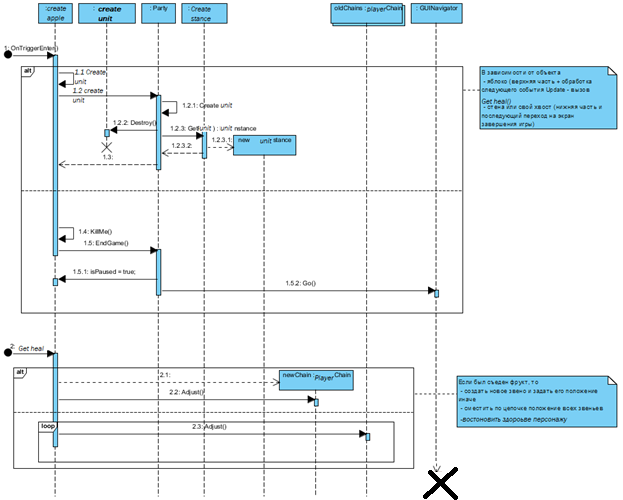 :create
apple
: create
unit
: Party
: Create
stance
oldChains : playerChain
: GUINavigator
1: OnTriggerEnter()
alt
1.1 Create
unit
1.2 create
unit
1.2.1: Create unit
1.2.2: Destroy()
1.2.3: Get(unit ) : unit nstance
1.2.3.1:
1.2.3.2:
new unit stance
1.3:
1.4: KillMe()
1.5: EndGame()
1.5.1: isPaused = true;
1.5.2: Go()
В зависимости от объекта
- яблоко (верхняя часть + обработка
следующего события Update - вызов
Get heal()
- стена или свой хвост (нижняя часть и
последующий переход на экран
завершения игры)
2: Get heal
alt
2.1:
newChain : PlayerChain
2.2: Adjust()
loop
2.3: Adjust()
Если был съеден фрукт, то
- создать новое звено и задать его положение
иначе
- сместить по цепочке положение всех звеньев
-востоновить здоровье персонажу